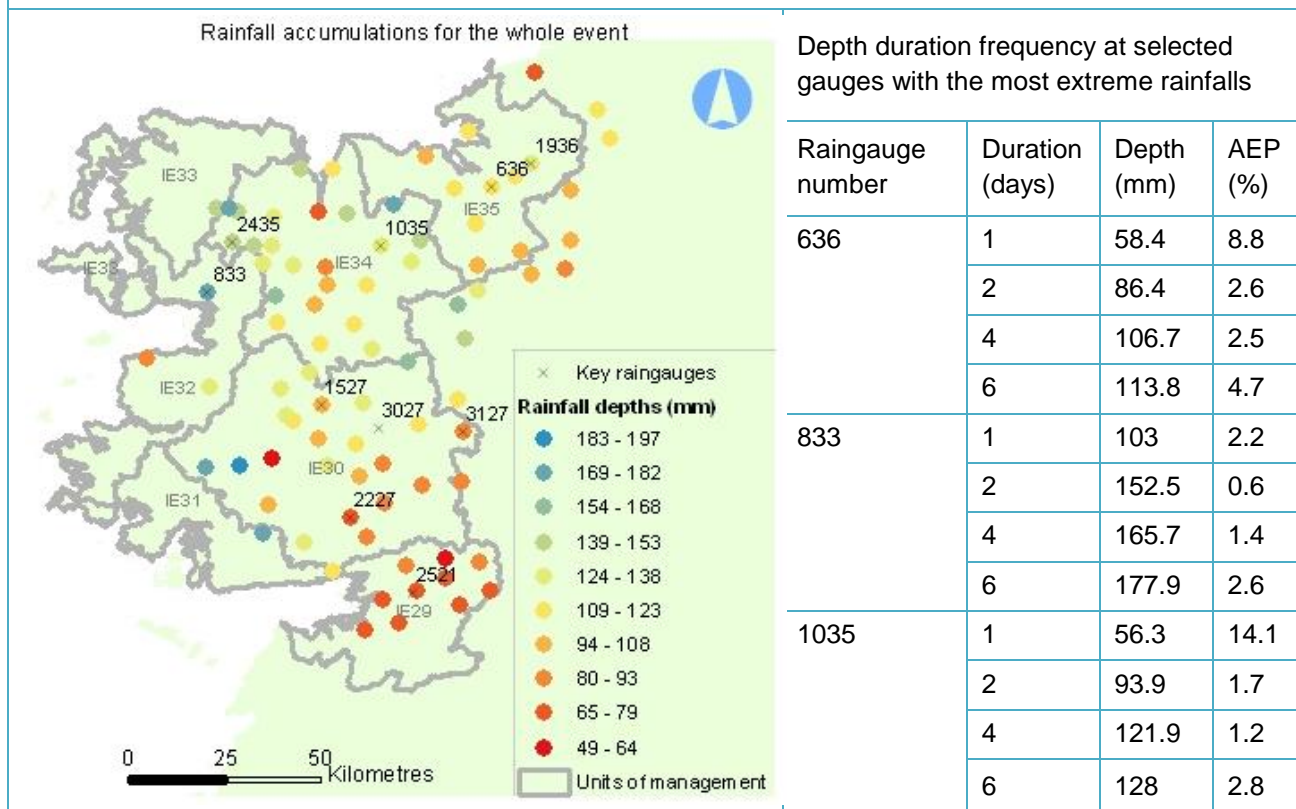 Rainfall accumulations for the whole event
1936
636
IE33
IE35
2435
1035
IE33
IE34
833
IE32
1527
3027
3127
IE30
IE31
2227
2521
IE29
Key raingauges
Rainfall depths (mm)
183 - 197
169 - 182
154 - 168
139 - 153
124 - 138
109 - 123
94 - 108
80 - 93
65 - 79
49 - 64
Units of management
0 25 50
Kilometres
Depth duration frequency at selected
gauges with the most extreme rainfalls
Raingauge Duration Depth AEP
number (days) (mm) (%)
636 1 58.4 8.8
2 86.4 2.6
4 106.7 2.5
6 113.8 4.7
833 1 103 2.2
2 152.5 0.6
4 165.7 1.4
6 177.9 2.6
1035 1 56.3 14.1
2 93.9 1.7
4 121.9 1.2
6 128 2.8